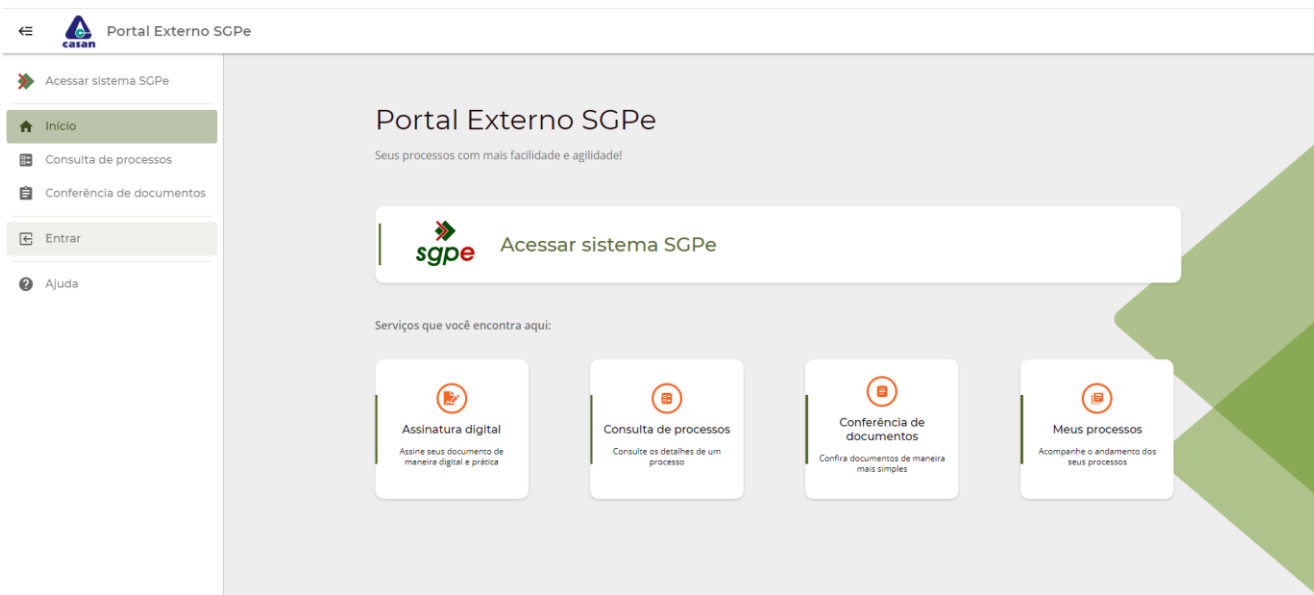 casan
Portal Externo SGPe
Acessar sistema SGPe
Início
Consulta de processos
Conferência de documentos
Entrar
Ajuda
Portal Externo SGPe
Seus processos com mais facilidade e agilidade!
sgpe
Acessar sistema SGPe
Serviços que você encontra aqui:
Assinatura digital
Assine seus documento de
maneira digital e prática
Consulta de processos
Consulte os detalhes de um
processo
Conferência de
documentos
Confira documentos de maneira
mais simples
Meus processos
Acompanhe o andamento dos
seus processos